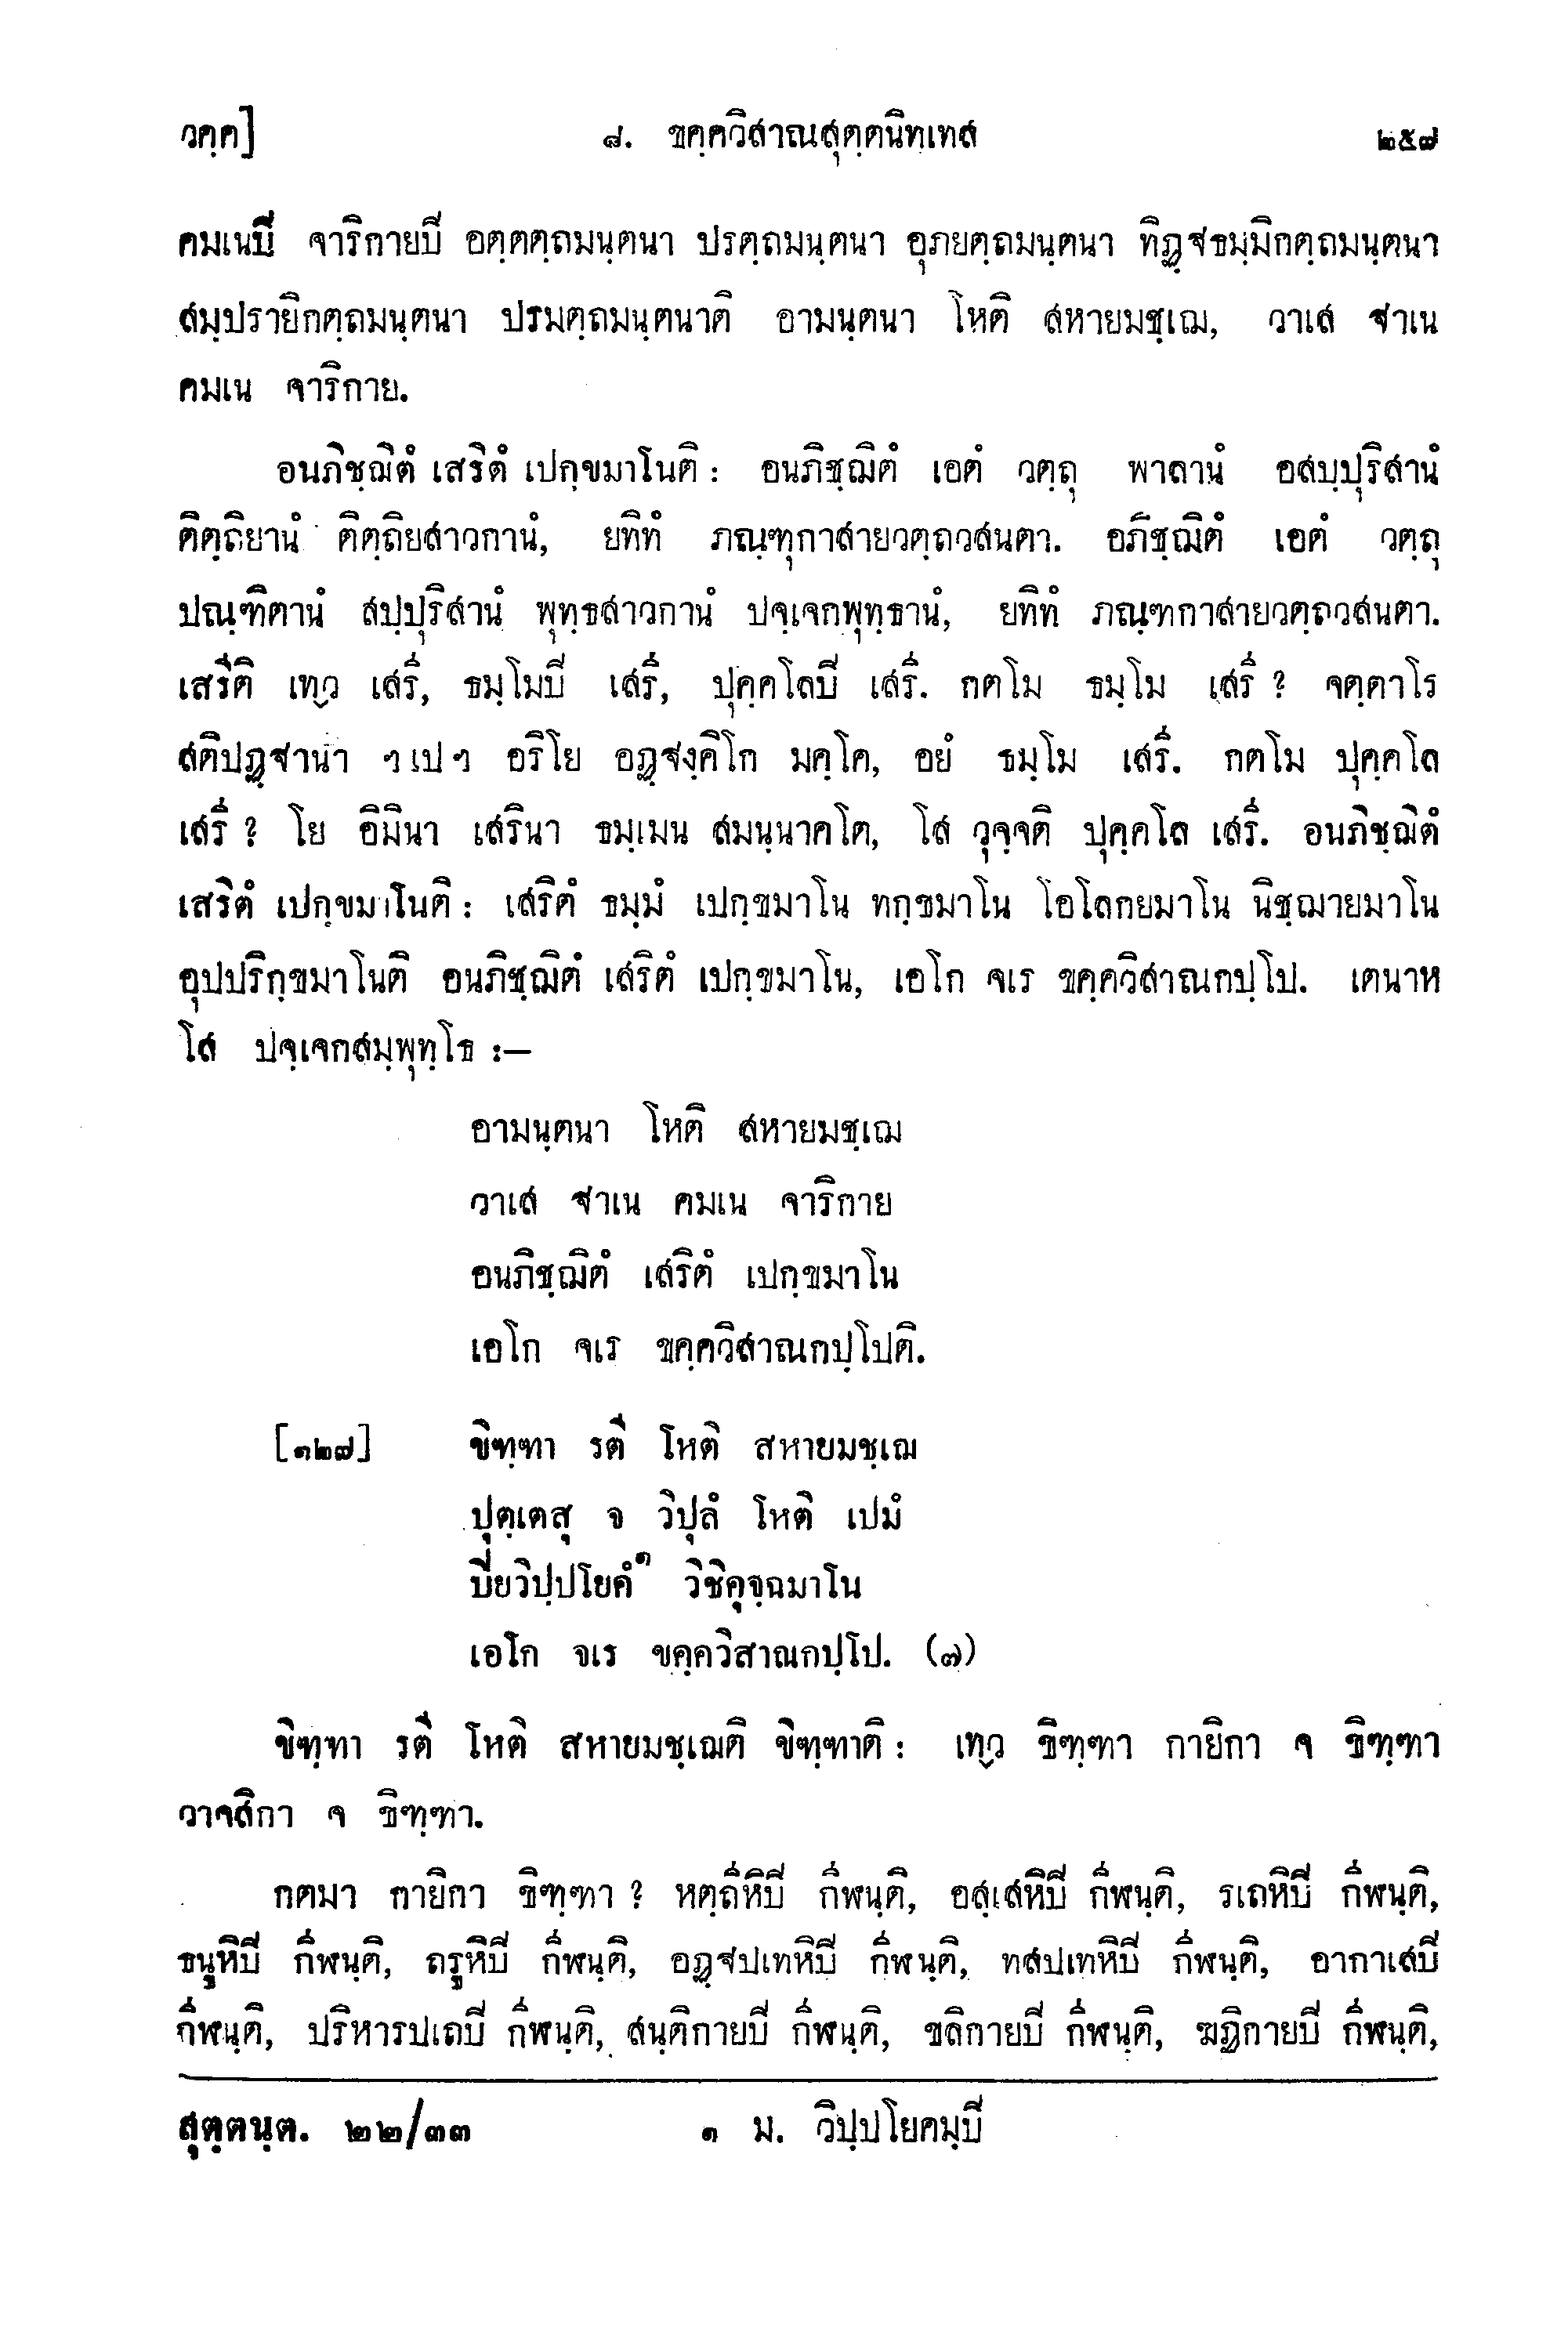 วคฺค]	๘. ขคฺควิสาณสุตฺตนิทฺเทส	๒๕๗
คมเนปิ จาริกายปิ อตฺตตฺถมนฺตนา ปรตฺถมนฺตนา อุภยตฺถมนฺตนา ทิฏฺฐธมฺมิกตฺถมนฺตนา
สมฺปรายิกตฺถมนฺตนา ปรมตฺถมนฺตนาติ อามนฺตนา โหติ สหายมชฺเฌ, วาเส ฐาเน
คมเน จาริกาย.
อนภิชฺฌิตํ เสริตํ เปกฺขมาโนติ : อนภิชฺฌิตํ เอตํ วตฺถุ พาลานํ อสปฺปุริสานํ
ติตฺถิยานํ ติตฺถิยสาวกานํ, ยทิทํ ภณฺฑุกาสายวตฺถวสนตา. อภิชฺฌิตํ เอตํ วตฺถุ
ปณฺฑิตานํ สปฺปุริสานํ พุทฺธสาวกานํ ปจฺเจกพุทฺธานํ, ยทิทํ ภณฺฑกาสายวตฺถวสนตา.
เสรีติ เทฺว เสรี, ธมฺโมปิ เสรี, ปุคฺคโลปิ เสรี. กตโม ธมฺโม เสรี ? จตฺตาโร
สติปฏฺฐานา ฯเปฯ อริโย อฏฺฐงฺคิโก มคฺโค, อยํ ธมฺโม เสรี. กตโม ปุคฺคโล
เสรี ? โย อิมินา เสรินา ธมฺเมน สมนฺนาคโต, โส วุจฺจติ ปุคฺคโล เสรี. อนภิชฺฌิตํ
เสริตํ เปกฺขมาโนติ : เสริตํ ธมฺมํ เปกฺขมาโน ทกฺขมาโน โอโลกยมาโน นิชฺฌายมาโน
อุปปริกฺขมาโนติ อนภิชฺฌิตํ เสริตํ เปกฺขมาโน, เอโก จเร ขคฺควิสาณกปฺโป. เตนาห
โส ปจฺเจกสมฺพุทฺโธ :—
อามนฺตนา โหติ สหายมชฺเฌ
วาเส ฐาเน คมเน จาริกาย
อนภิชฺฌิตํ เสริตํ เปกฺขมาโน
เอโก จเร ขคฺควิสาณกปฺโปติ.
[๑๒๗] ขิฑฺฑา รตี โหติ สหายมชฺเฌ
ปุตฺเตสุ จ วิปุลํ โหติ เปมํ
ปิยวิปฺปโยคํ๑ วิชิคุจฺฉมาโน
เอโก จเร ขคฺควิสาณกปฺโป. (๗)
ขิฑฺฑา รตี โหติ สหายมชฺเฌติ ขิฑฺฑาติ : เทฺว ขิฑฺฑา กายิกา จ ขิฑฺฑา
วาจสิกา จ ขิฑฺฑา.
กตมา กายิกา ขิฑฺฑา ? หตฺถีหิปิ กีฬนฺติ, อสฺเสหิปิ กีฬนฺติ, รเถหิปิ กีฬนฺติ,
ธนูหิปิ กีฬนฺติ, ถรูหิปิ กีฬนฺติ, อฏฺฐปเทหิปิ กีฬนฺติ, ทสปเทหิปิ กีฬนฺติ, อากาเสปิ
กีฬนฺติ, ปริหารปเถปิ กีฬนฺติ, สนฺติกายปิ กีฬนฺติ, ขลิกายปิ กีฬนฺติ, ฆฏิกายปิ กีฬนฺติ,
สุตฺตนฺต. ๒๒/๓๓	๑ ม. วิปฺปโยคมฺปิ